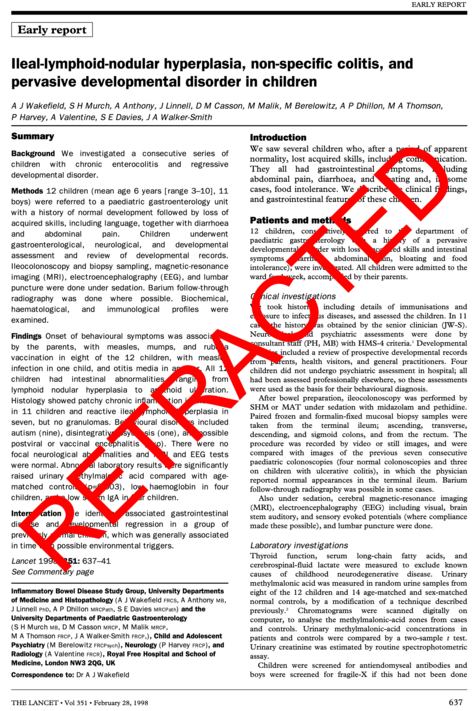 EARLY REPORT
Early report
Ileal-lymphoid-nodular hyperplasia, non-specific colitis, and
pervasive developmental disorder in children
A J Wakefield, S H Murch, A Anthony, J Linnell, D M Casson, M Malik, M Berelowitz, A P Dhillon, M A Thomson,
P Harvey, A Valentine, S E Davies, J A Walker-Smith
Summary
Background We investigated a consecutive series of
children with chronic enterocolitis and regressive
developmental disorder.
Methods 12 children (mean age 6 years [range 3–10], 11
boys) were referred to a paediatric gastroenterology unit
with a history of normal development followed by loss of
acquired skills, including language, together with diarrhoea
and abdominal pain. Children underwent
gastroenterological, neurological, and developmental
assessment and review of developmental records.
Ileocolonoscopy and biopsy sampling, magnetic-resonance
imaging (MRI), electroencephalography (EEG), and lumbar
puncture were done under sedation. Barium follow-through
radiography was done where possible. Biochemical,
haematological, and immunological profiles were
examined.
Findings Onset of behavioural symptoms was associated,
by the parents, with measles, mumps, and rubella
vaccination in eight of the 12 children, with measles
infection in one child, and otitis media in another. All 12
children had intestinal abnormalities, ranging from
lymphoid nodular hyperplasia to aphthoid ulceration.
Histology showed patchy chronic inflammation in
in 11 children and reactive ileal lymphoid hyperplasia in
seven, but no granulomas. Behavioural disorders included
autism (nine), disintegrative psychosis (one), and possible
postviral or vaccinal encephalitis (two). There were no
focal neurological abnormalities and MRI and EEG tests
were normal. Abnormal laboratory results were significantly
raised urinary methylmalonic acid compared with age-
matched controls (p=0·003), low haemoglobin in four
children, and a low serum IgA in four children.
Interpretation We identified associated gastrointestinal
disease and developmental regression in a group of
previously normal children, which was generally associated
in time with possible environmental triggers.
Lancet 1998; 351: 637–41
See Commentary page
Inflammatory Bowel Disease Study Group, University Departments
of Medicine and Histopathology (A J Wakefield FRCS, A Anthony MB,
J Linnell PhD, A P Dhillon MRCPath, S E Davies MRCPath) and the
University Departments of Paediatric Gastroenterology
(S H Murch MB, D M Casson MRCP, M Malik MRCP,
M A Thomson FRCP, J A Walker-Smith FRCP,), Child and Adolescent
Psychiatry (M Berelowitz FRCPsych), Neurology (P Harvey FRCP), and
Radiology (A Valentine FRCR), Royal Free Hospital and School of
Medicine, London NW3 2QG, UK
Correspondence to: Dr A J Wakefield
Introduction
We saw several children who, after a period of apparent
normality, lost acquired skills, including communication.
They all had gastrointestinal symptoms, including
abdominal pain, diarrhoea, and bloating and, in some
cases, food intolerance. We describe the clinical findings,
and gastrointestinal features of these children.
Patients and methods
12 children, consecutively referred to the department of
paediatric gastroenterology with a history of a pervasive
developmental disorder with loss of acquired skills and intestinal
symptoms (diarrhoea, abdominal pain, bloating and food
intolerance), were investigated. All children were admitted to the
ward for 1 week, accompanied by their parents.
Clinical investigations
We took histories, including details of immunisations and
exposure to infectious diseases, and assessed the children. In 11
cases the history was obtained by the senior clinician (JW-S).
Neurological and psychiatric assessments were done by
consultant staff (PH, MB) with HMS-4 criteria.¹ Developmental
histories included a review of prospective developmental records
from parents, health visitors, and general practitioners. Four
children did not undergo psychiatric assessment in hospital; all
had been assessed professionally elsewhere, so these assessments
were used as the basis for their behavioural diagnosis.
After bowel preparation, ileocolonoscopy was performed by
SHM or MAT under sedation with midazolam and pethidine.
Paired frozen and formalin-fixed mucosal biopsy samples were
taken from the terminal ileum; ascending, transverse,
descending, and sigmoid colons, and from the rectum. The
procedure was recorded by video or still images, and were
compared with images of the previous seven consecutive
paediatric colonoscopies (four normal colonoscopies and three
on children with ulcerative colitis), in which the physician
reported normal appearances in the terminal ileum. Barium
follow-through radiography was possible in some cases.
Also under sedation, cerebral magnetic-resonance imaging
(MRI), electroencephalography (EEG) including visual, brain
stem auditory, and sensory evoked potentials (where compliance
made these possible), and lumbar puncture were done.
Laboratory investigations
Thyroid function, serum long-chain fatty acids, and
cerebrospinal-fluid lactate were measured to exclude known
causes of childhood neurodegenerative disease. Urinary
methylmalonic acid was measured in random urine samples from
eight of the 12 children and 14 age-matched and sex-matched
normal controls, by a modification of a technique described
previously.² Chromatograms were scanned digitally on
computer, to analyse the methylmalonic-acid zones from cases
and controls. Urinary methylmalonic-acid concentrations in
patients and controls were compared by a two-sample t test.
Urinary creatinine was estimated by routine spectrophotometric
assay.
Children were screened for antiendomyseal antibodies and
boys were screened for fragile-X if this had not been done
THE LANCET • Vol 351 • February 28, 1998
637
RETRACTED